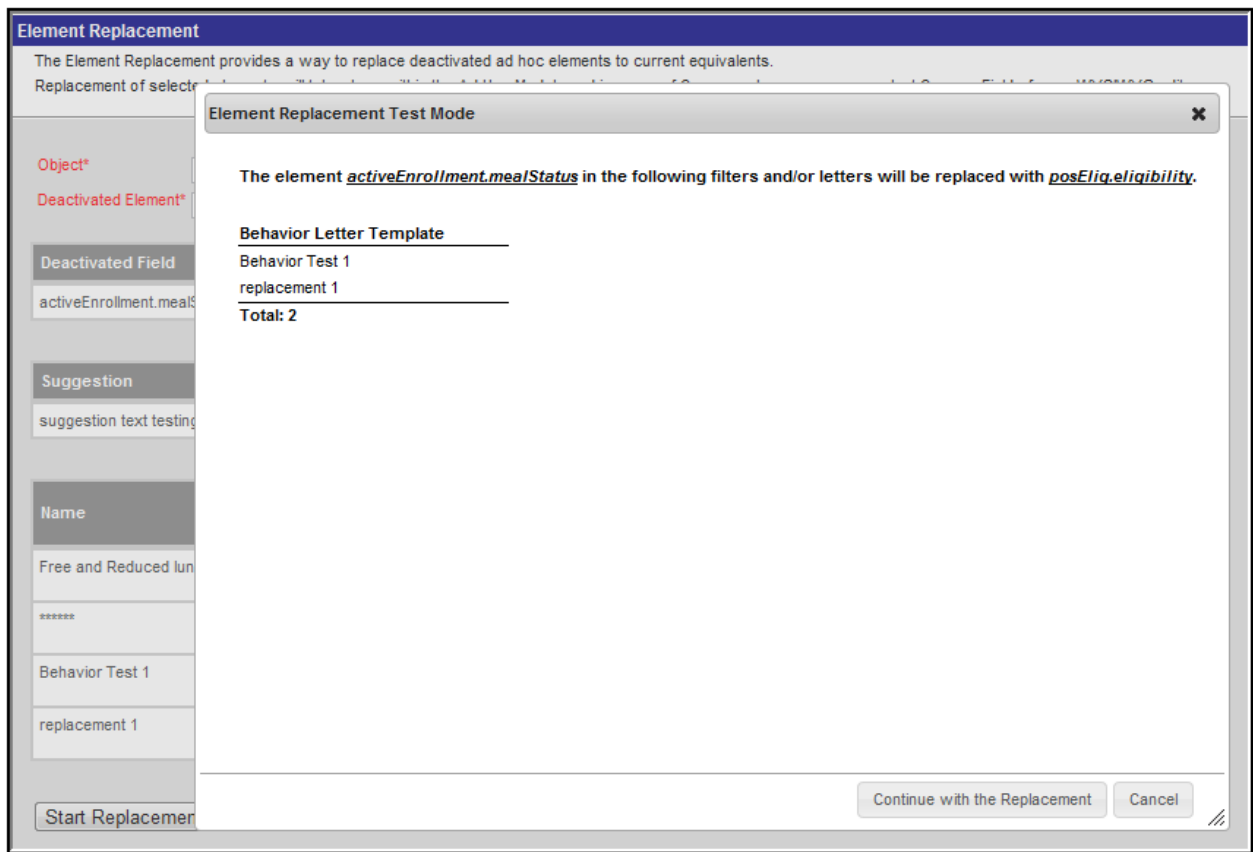 Element Replacement
The Element Replacement provides a way to replace deactivated ad hoc elements to current equivalents.
Replacement of selecte
Element Replacement Test Mode
Object*
Deactivated Element*
The element activeEnrollment.mealStatus in the following filters and/or letters will be replaced with posElig.eligibility.
Behavior Letter Template
Behavior Test 1
replacement 1
Total: 2
Deactivated Field
activeEnrollment.mealS
Suggestion
suggestion text testing
Name
Free and Reduced lun
******
Behavior Test 1
replacement 1
Continue with the Replacement Cancel
Start Replacemen